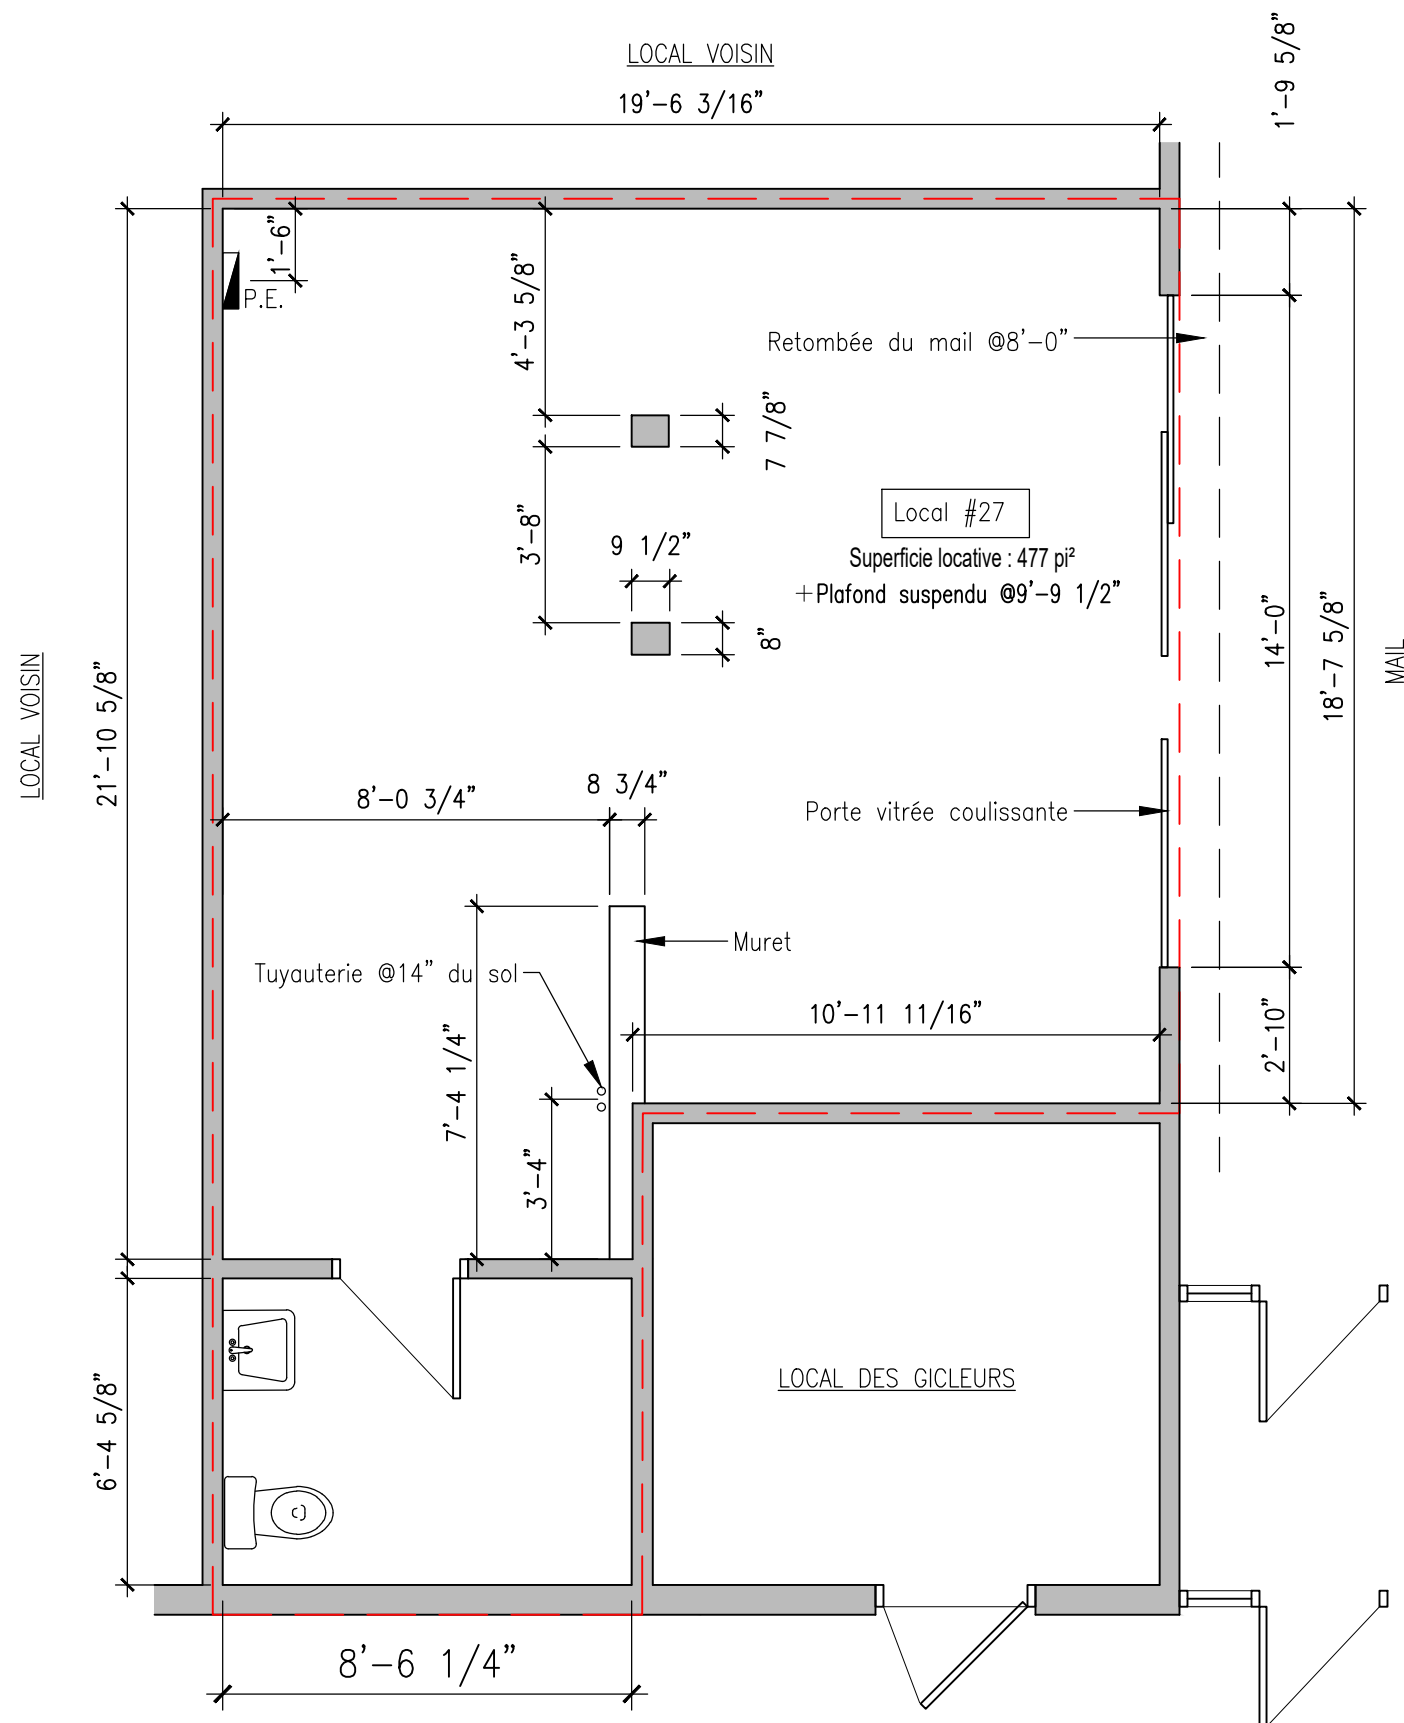 LOCAL VOISIN
19'-6 3/16"
1'-9 5/8"
1'-6"
P.E.
4'-3 5/8"
Retombée du mail @8'-0"
7 7/8"
Local #27
Superficie locative : 477 pi²
+Plafond suspendu @9'-9 1/2"
3'-8"
9 1/2"
8"
14'-0"
18'-7 5/8"
MAIL
LOCAL VOISIN
21'-10 5/8"
8'-0 3/4"
8 3/4"
Porte vitrée coulissante
Muret
Tuyauterie @14" du sol
10'-11 11/16"
2'-10"
7'-4 1/4"
3'-4"
LOCAL DES GICLEURS
6'-4 5/8"
8'-6 1/4"